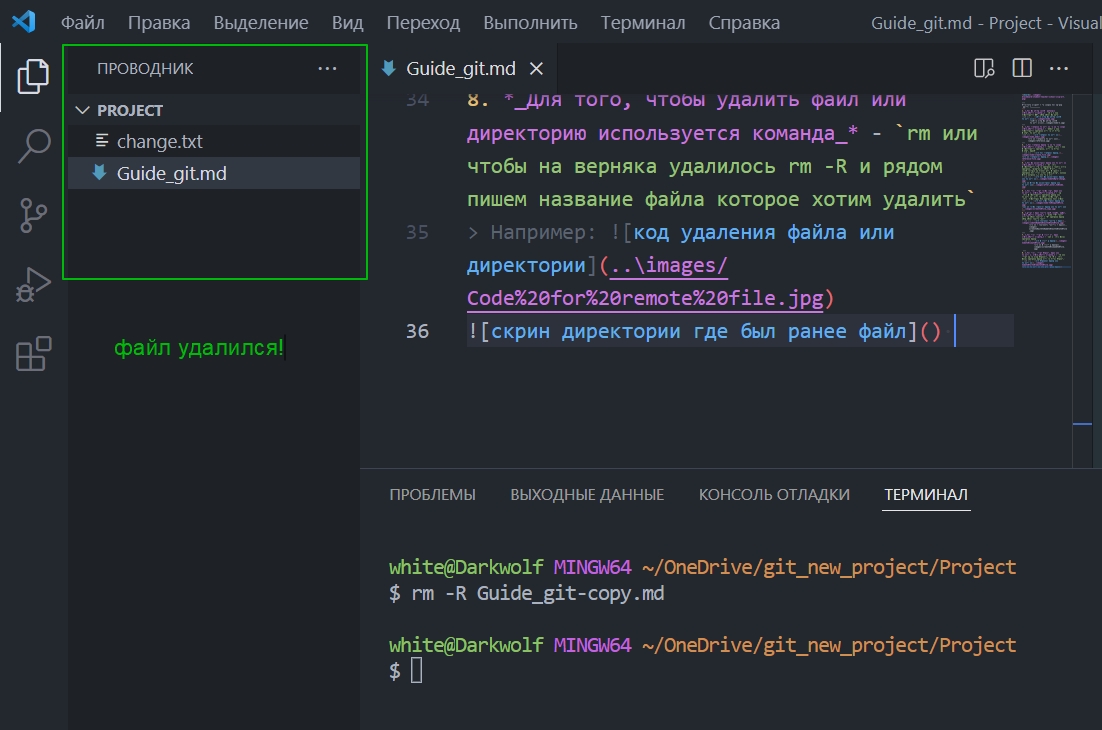 Файл Правка Выделение Вид Переход Выполнить Терминал Справка Guide_git.md - Project - Visual
ПРОВОДНИК ···
PROJECT
change.txt
Guide_git.md
файл удалился!
Guide_git.md
34 8. *_Для того, чтобы удалить файл или
директорию используется команда_* - `rm или
чтобы на верняка удалилось rm -R и рядом
пишем название файла которое хотим удалить`
35 > Например: ![код удаления файла или
директории](..\images/
Code%20for%20remote%20file.jpg)
36 ![скрин директории где был ранее файл]()
ПРОБЛЕМЫ ВЫХОДНЫЕ ДАННЫЕ КОНСОЛЬ ОТЛАДКИ ТЕРМИНАЛ
white@Darkwolf MINGW64 ~/OneDrive/git_new_project/Project
$ rm -R Guide_git-copy.md
white@Darkwolf MINGW64 ~/OneDrive/git_new_project/Project
$